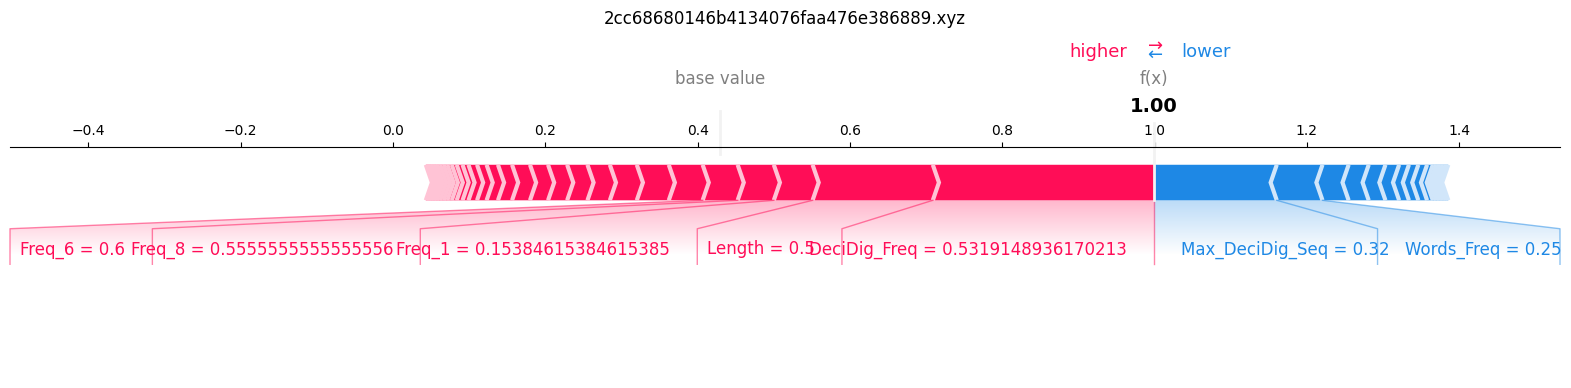 2cc68680146b4134076faa476e386889.xyz
higher ⇄ lower
base value f(x)
1.00
−0.4 −0.2 0.0 0.2 0.4 0.6 0.8 1.0 1.2 1.4
Freq_6 = 0.6 Freq_8 = 0.5555555555555556 Freq_1 = 0.15384615384615385 Length = 0.5 DeciDig_Freq = 0.5319148936170213 Max_DeciDig_Seq = 0.32 Words_Freq = 0.25